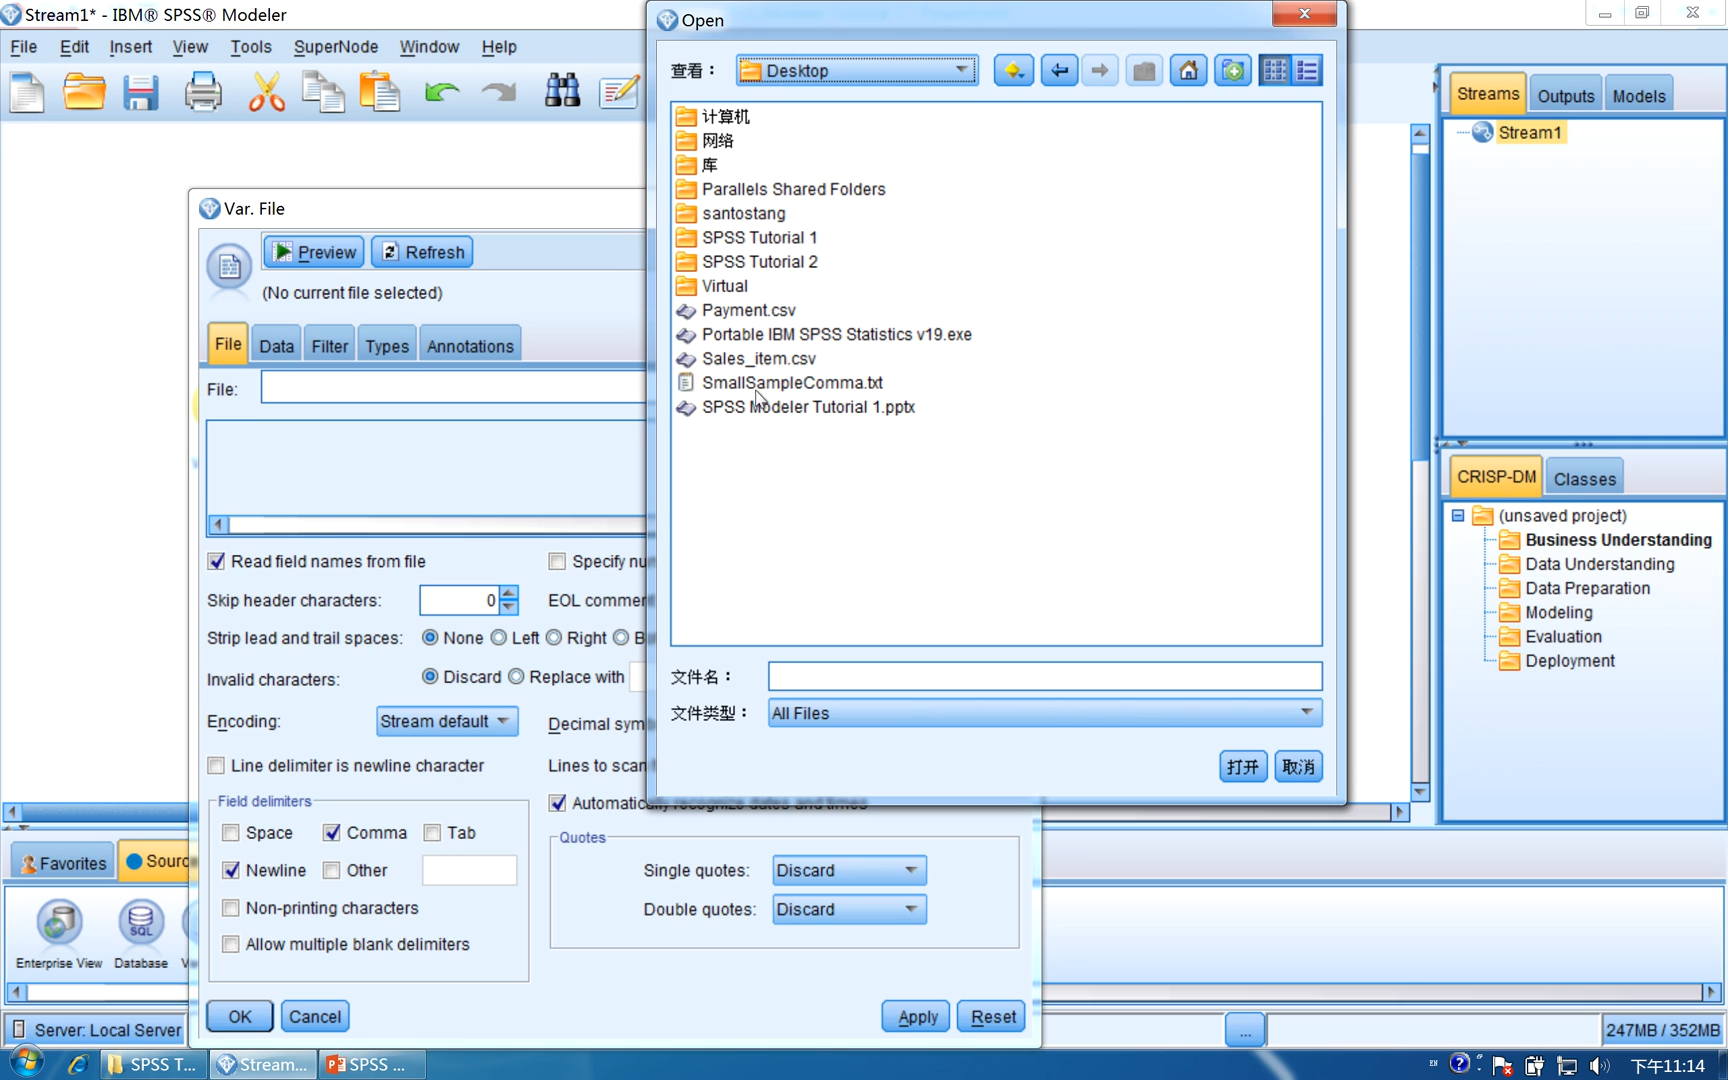 Stream1* - IBM® SPSS® Modeler
File Edit Insert View Tools SuperNode Window Help
Open
查看：
Desktop
计算机
网络
库
Parallels Shared Folders
santostang
SPSS Tutorial 1
SPSS Tutorial 2
Virtual
Payment.csv
Portable IBM SPSS Statistics v19.exe
Sales_item.csv
SmallSampleComma.txt
SPSS Modeler Tutorial 1.pptx
文件名：
文件类型：
All Files
打开
取消
Streams Outputs Models
Stream1
CRISP-DM Classes
(unsaved project)
Business Understanding
Data Understanding
Data Preparation
Modeling
Evaluation
Deployment
Var. File
Preview Refresh
(No current file selected)
File Data Filter Types Annotations
File:
Read field names from file
Skip header characters: 0 EOL
Strip lead and trail spaces: None Left Right
Invalid characters: Discard Replace with
Encoding: Stream default Decimal
Line delimiter is newline character Lines to scan
Field delimiters
Automatically recognize dates and times
Space Comma Tab
Newline Other
Non-printing characters
Allow multiple blank delimiters
Quotes
Single quotes: Discard
Double quotes: Discard
OK Cancel Apply Reset
Favorites
Enterprise View Database
SQL
Server: Local Server
...
247MB / 352MB
SPSS T... Stream... SPSS ...
EN
下午11:14